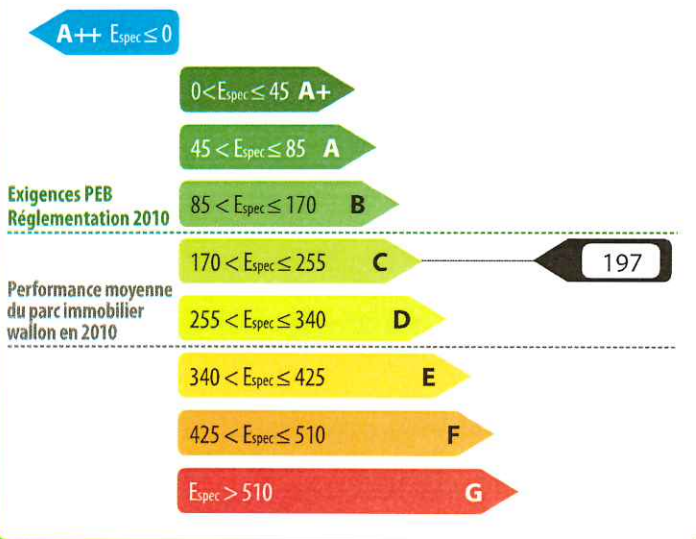 A++ Espec ≤ 0
0 < Espec ≤ 45 A+
45 < Espec ≤ 85 A
Exigences PEB
Réglementation 2010
85 < Espec ≤ 170 B
170 < Espec ≤ 255 C
197
Performance moyenne
du parc immobilier
wallon en 2010
255 < Espec ≤ 340 D
340 < Espec ≤ 425 E
425 < Espec ≤ 510 F
Espec > 510 G